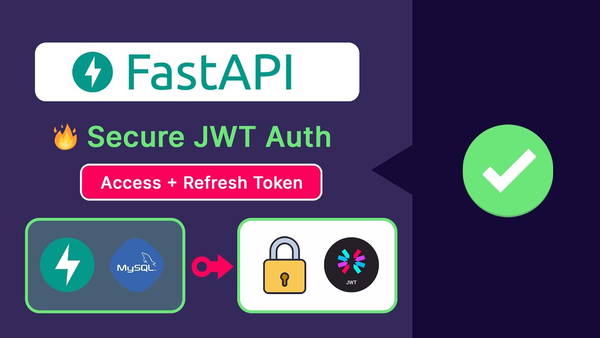 FastAPI
Secure JWT Auth
Access + Refresh Token
MySQL
JWT